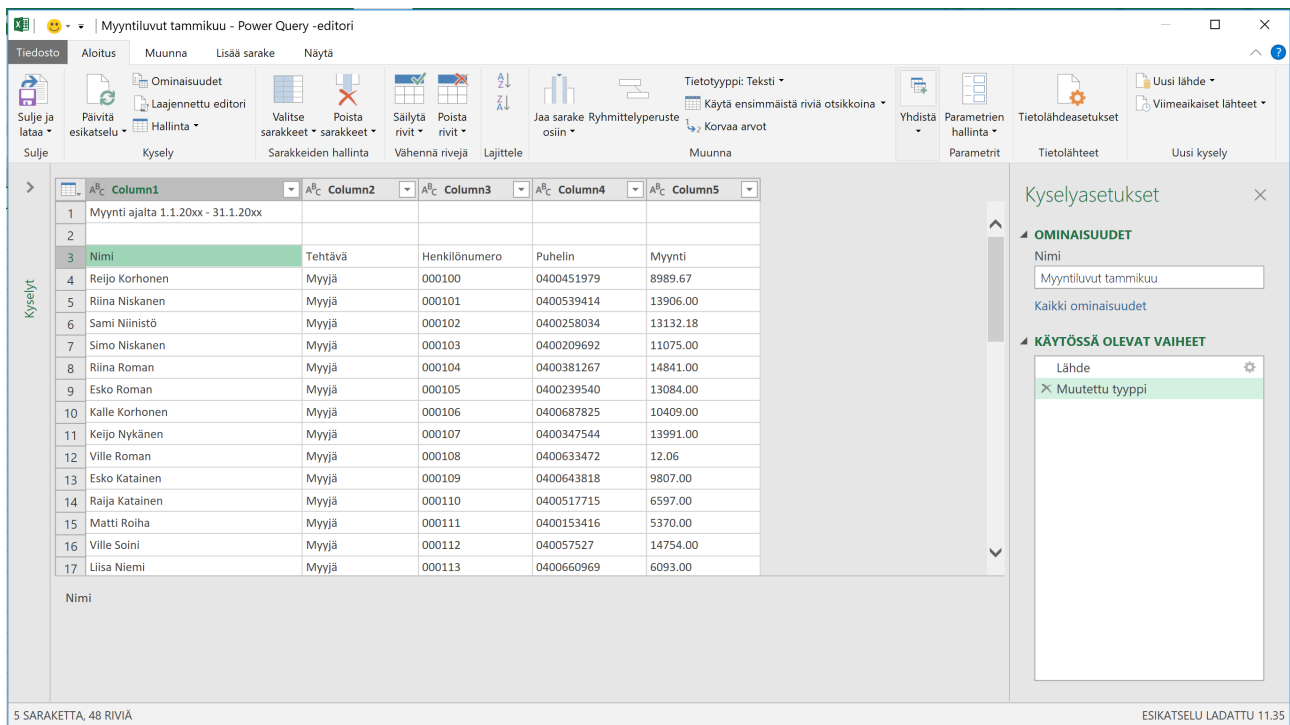 Myyntiluvut tammikuu - Power Query -editori
Tiedosto Aloitus Muunna Lisää sarake Näytä
Sulje ja lataa
Sulje
Päivitä esikatselu
Ominaisuudet
Laajennettu editori
Hallinta
Kysely
Valitse sarakkeet
Poista sarakkeet
Sarakkeiden hallinta
Säilytä rivit
Poista rivit
Vähennä rivejä
Lajittele
Jaa sarake osiin
Ryhmittelyperuste
Tietotyyppi: Teksti
Käytä ensimmäistä riviä otsikkoina
Korvaa arvot
Muunna
Yhdistä
Parametrien hallinta
Parametrit
Tietolähdeasetukset
Tietolähteet
Uusi lähde
Viimeaikaiset lähteet
Uusi kysely
Kyselyt
ABC Column1 ABC Column2 ABC Column3 ABC Column4 ABC Column5
1 Myynti ajalta 1.1.20xx - 31.1.20xx
2
3 Nimi Tehtävä Henkilönumero Puhelin Myynti
4 Reijo Korhonen Myyjä 000100 0400451979 8989.67
5 Riina Niskanen Myyjä 000101 0400539414 13906.00
6 Sami Niinistö Myyjä 000102 0400258034 13132.18
7 Simo Niskanen Myyjä 000103 0400209692 11075.00
8 Riina Roman Myyjä 000104 0400381267 14841.00
9 Esko Roman Myyjä 000105 0400239540 13084.00
10 Kalle Korhonen Myyjä 000106 0400687825 10409.00
11 Keijo Nykänen Myyjä 000107 0400347544 13991.00
12 Ville Roman Myyjä 000108 0400633472 12.06
13 Esko Katainen Myyjä 000109 0400643818 9807.00
14 Raija Katainen Myyjä 000110 0400517715 6597.00
15 Matti Roiha Myyjä 000111 0400153416 5370.00
16 Ville Soini Myyjä 000112 040057527 14754.00
17 Liisa Niemi Myyjä 000113 0400660969 6093.00
Nimi
Kyselyasetukset
OMINAISUUDET
Nimi
Myyntiluvut tammikuu
Kaikki ominaisuudet
KÄYTÖSSÄ OLEVAT VAIHEET
Lähde
Muutettu tyyppi
5 SARAKETTA, 48 RIVIÄ
ESIKATSELU LADATTU 11.35